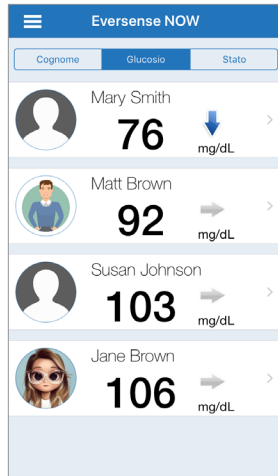 Eversense NOW
Cognome Glucosio Stato
Mary Smith
76 mg/dL
Matt Brown
92 mg/dL
Susan Johnson
103 mg/dL
Jane Brown
106 mg/dL